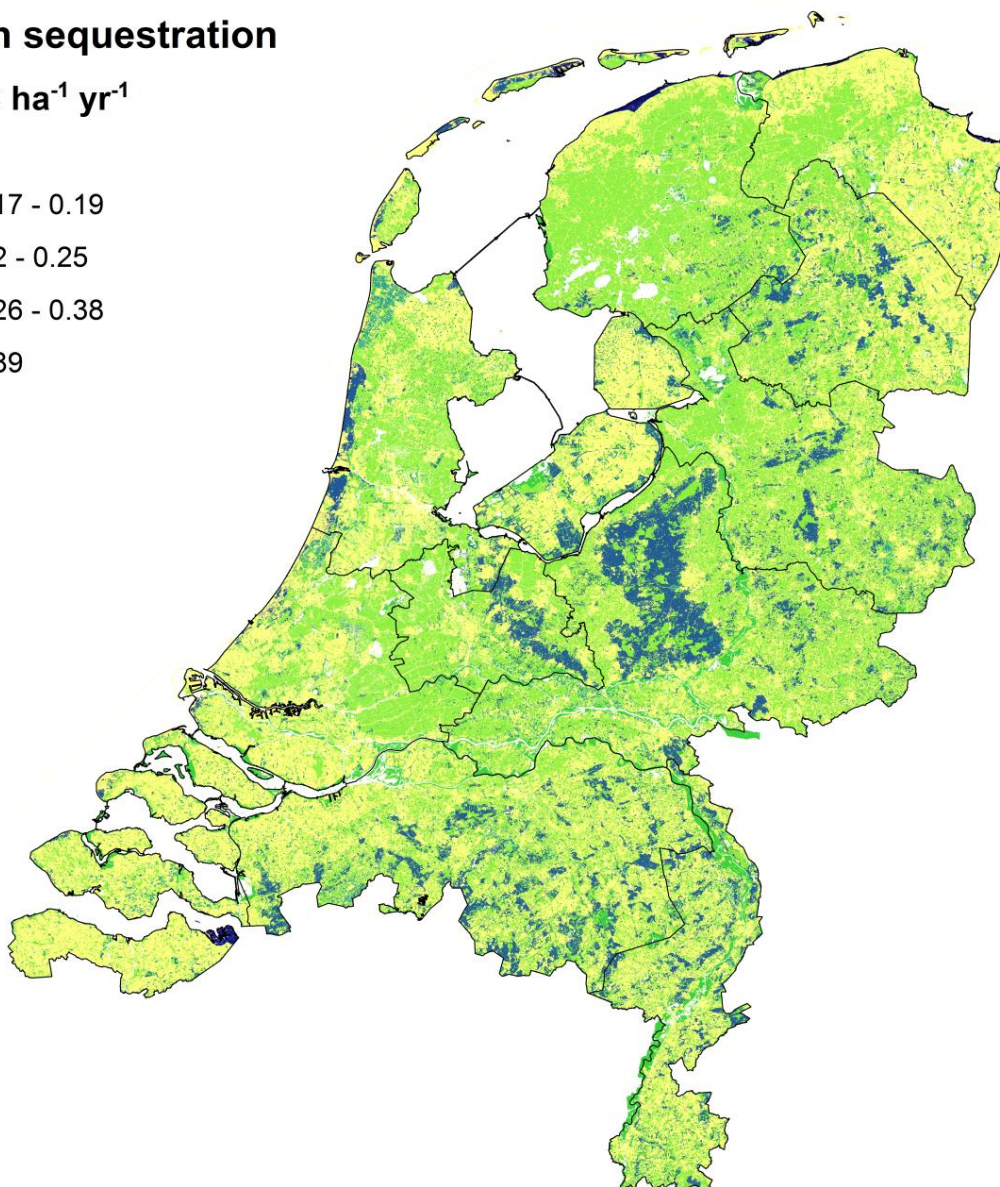 n sequestration
ha-1 yr-1
17 - 0.19
2 - 0.25
26 - 0.38
39